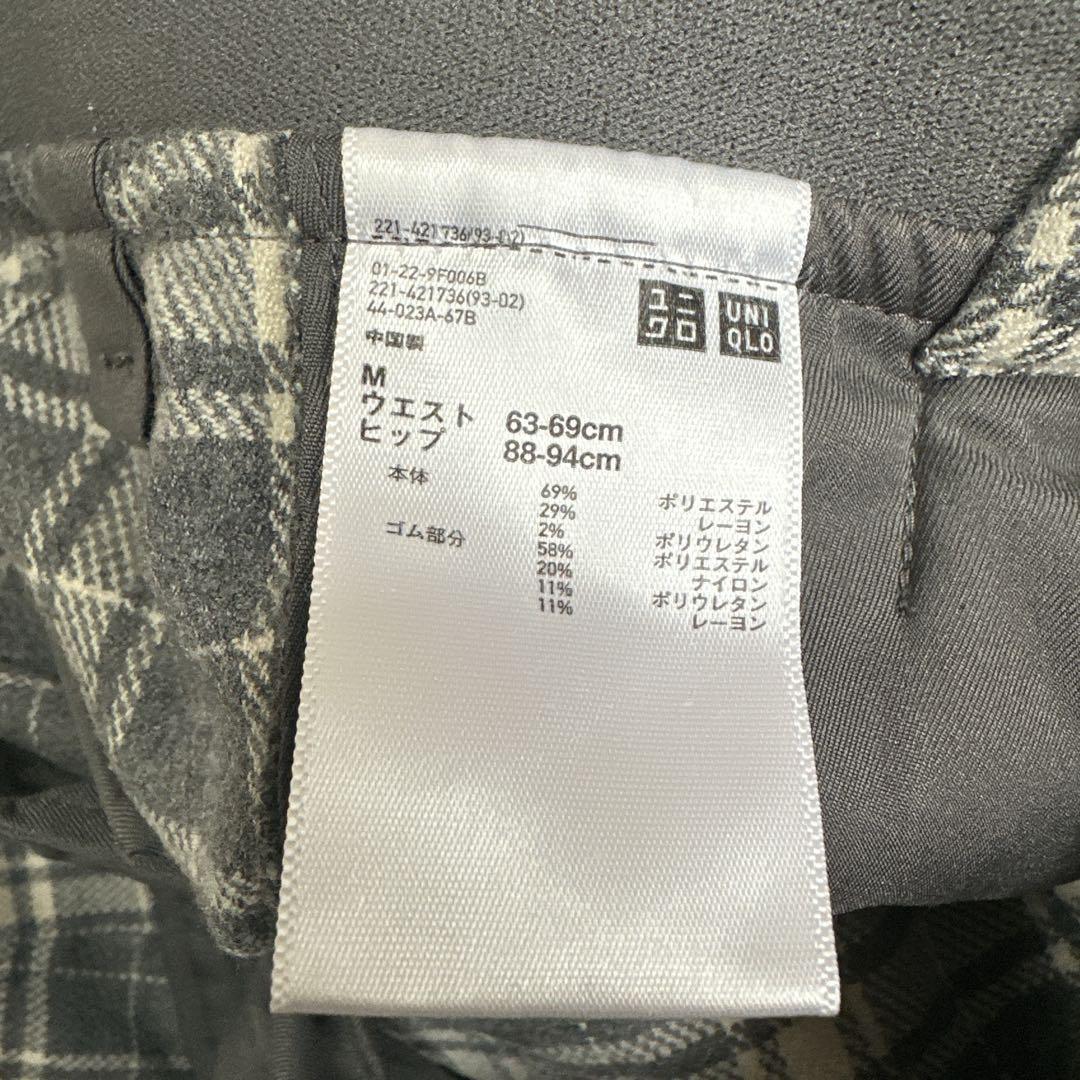 221-421736(93-02)
01-22-9F006B
221-421736(93-02)
44-023A-67B
ユニクロ
UNIQLO
中国製
M
ウエスト 63-69cm
ヒップ 88-94cm
本体 69% ポリエステル
29% レーヨン
2% ポリウレタン
ゴム部分 58% ポリエステル
20% ナイロン
11% ポリウレタン
11% レーヨン